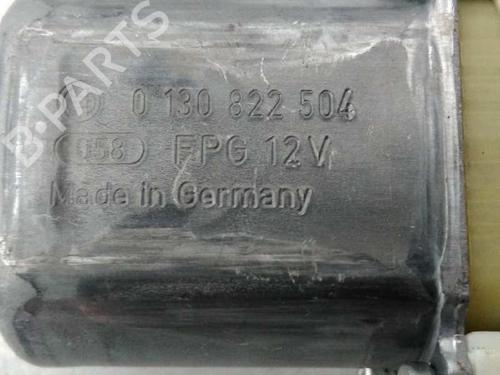 B-PARTS
0 130 822 504
058 FPG 12V
Made in Germany